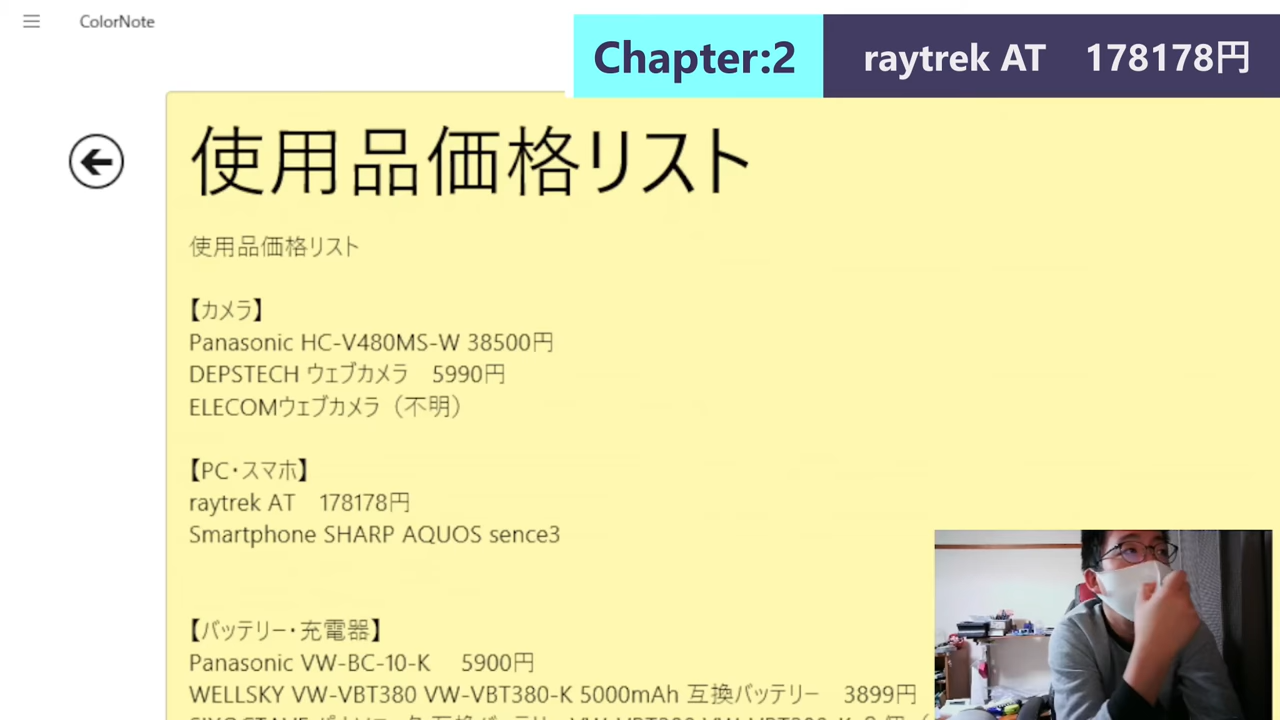 ColorNote
Chapter:2 raytrek AT 178178円
使用品価格リスト
使用品価格リスト
【カメラ】
Panasonic HC-V480MS-W 38500円
DEPSTECH ウェブカメラ 5990円
ELECOMウェブカメラ（不明）
【PC・スマホ】
raytrek AT 178178円
Smartphone SHARP AQUOS sence3
【バッテリー・充電器】
Panasonic VW-BC-10-K 5900円
WELLSKY VW-VBT380 VW-VBT380-K 5000mAh 互換バッテリー 3899円